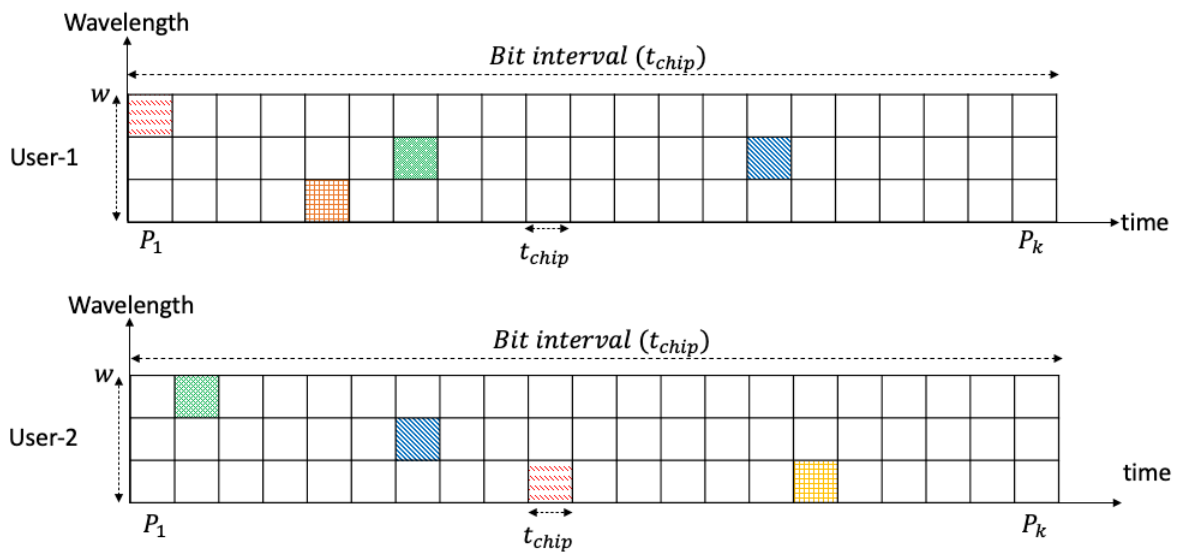 Wavelength
Bit interval (t_chip)
w
User-1
time
P_1
t_chip
P_k
Wavelength
Bit interval (t_chip)
w
User-2
time
P_1
t_chip
P_k